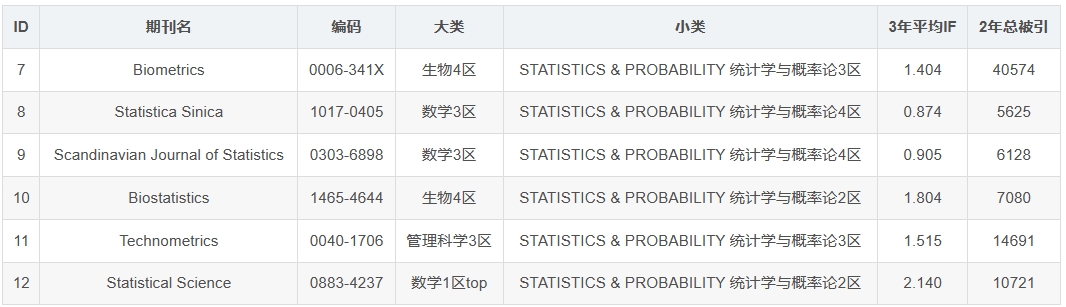 ID 期刊名 编码 大类 小类 3年平均IF 2年总被引
7 Biometrics 0006-341X 生物4区 STATISTICS & PROBABILITY 统计学与概率论3区 1.404 40574
8 Statistica Sinica 1017-0405 数学3区 STATISTICS & PROBABILITY 统计学与概率论4区 0.874 5625
9 Scandinavian Journal of Statistics 0303-6898 数学3区 STATISTICS & PROBABILITY 统计学与概率论4区 0.905 6128
10 Biostatistics 1465-4644 生物4区 STATISTICS & PROBABILITY 统计学与概率论2区 1.804 7080
11 Technometrics 0040-1706 管理科学3区 STATISTICS & PROBABILITY 统计学与概率论3区 1.515 14691
12 Statistical Science 0883-4237 数学1区top STATISTICS & PROBABILITY 统计学与概率论2区 2.140 10721